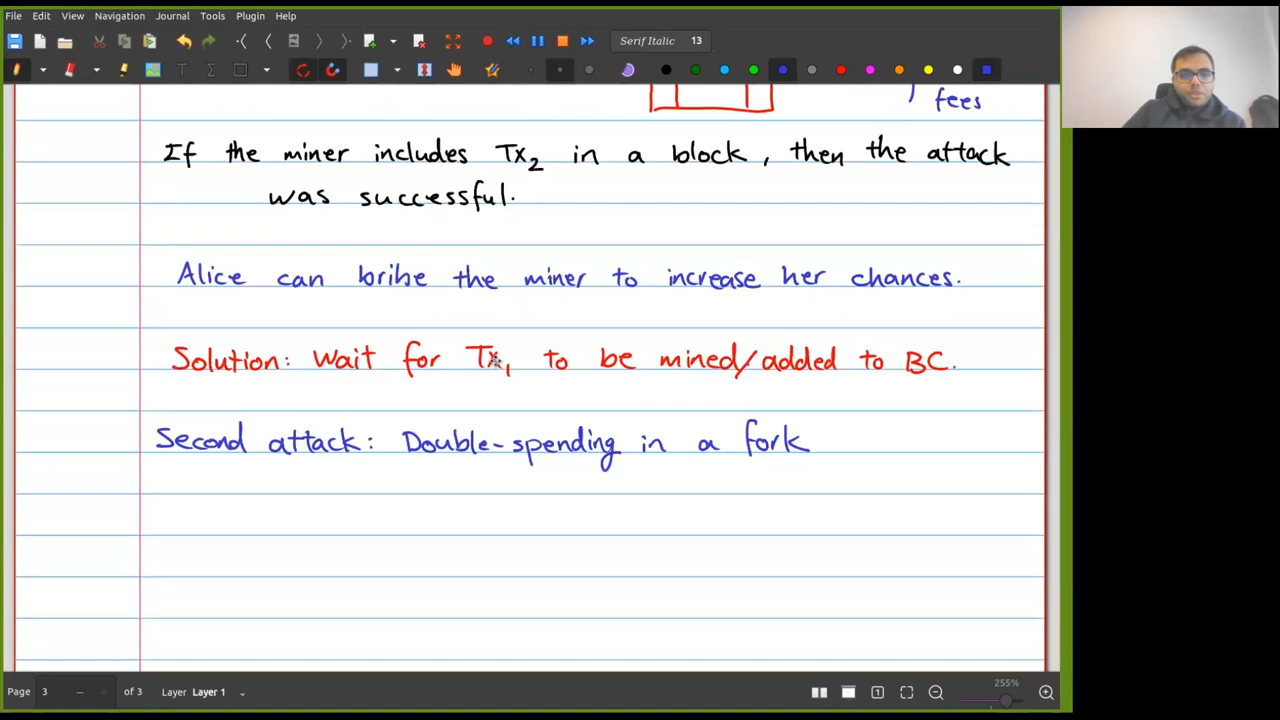 File Edit View Navigation Journal Tools Plugin Help
Serif Italic 13
fees
If the miner includes Tx2 in a block, then the attack
was successful.
Alice can bribe the miner to increase her chances.
Solution: Wait for Tx1 to be mined/added to BC.
Second attack: Double-spending in a fork
Page 3 of 3 Layer Layer 1
255%